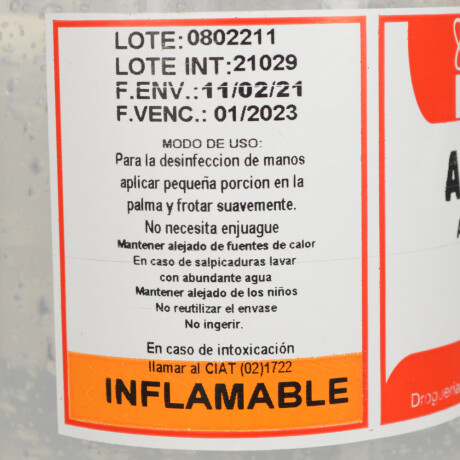 LOTE: 0802211
LOTE INT: 21029
F.ENV.: 11/02/21
F.VENC.: 01/2023
MODO DE USO:
Para la desinfeccion de manos
aplicar pequeña porcion en la
palma y frotar suavemente.
No necesita enjuague
Mantener alejado de fuentes de calor
En caso de salpicaduras lavar
con abundante agua
Mantener alejado de los niños
No reutilizar el envase
No ingerir.
En caso de intoxicación
llamar al CIAT (02)1722
INFLAMABLE